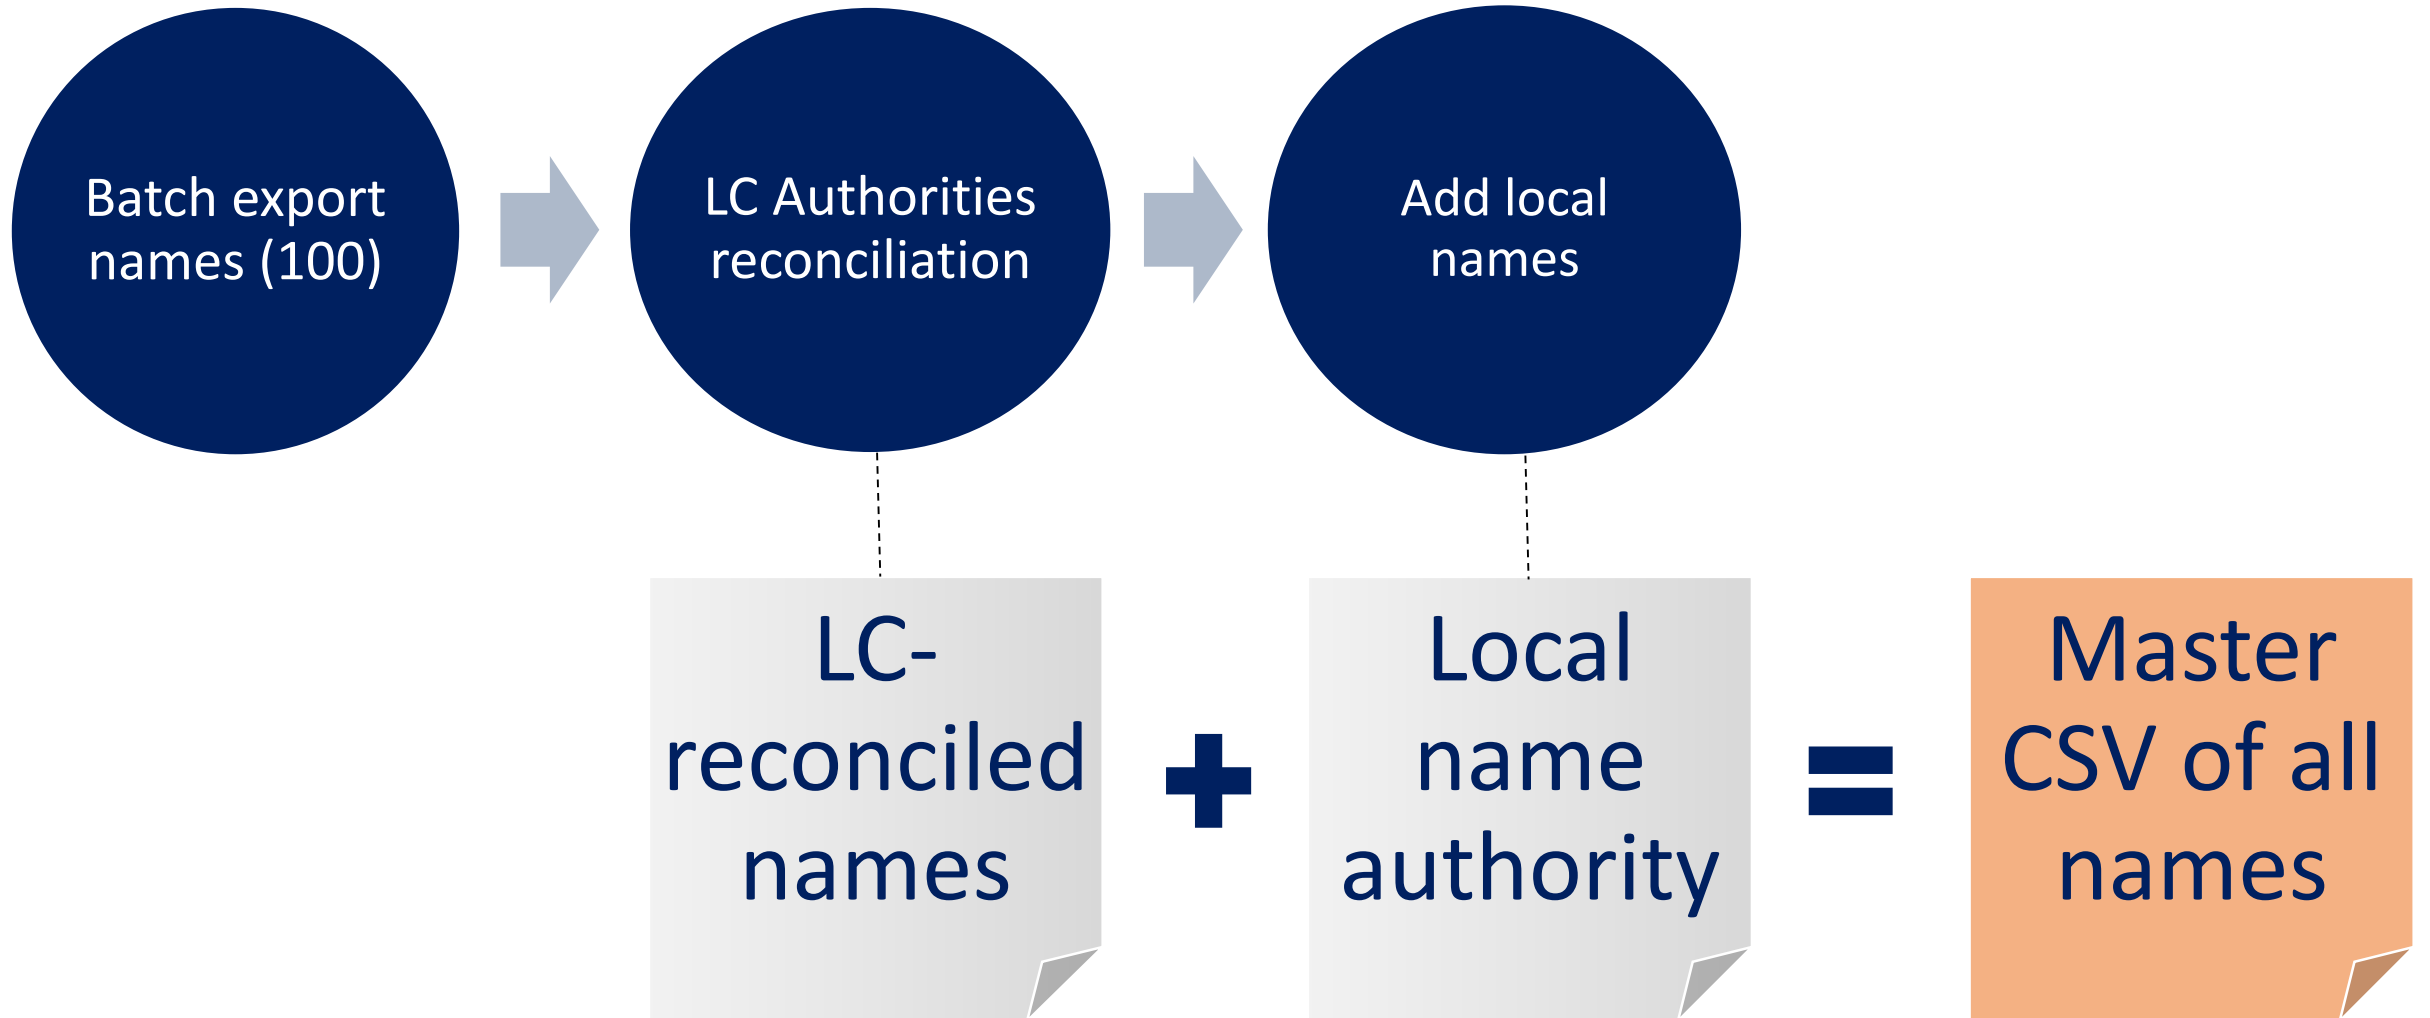 Batch export
names (100)
LC Authorities
reconciliation
Add local
names
LC-
reconciled
names
Local
name
authority
Master
CSV of all
names